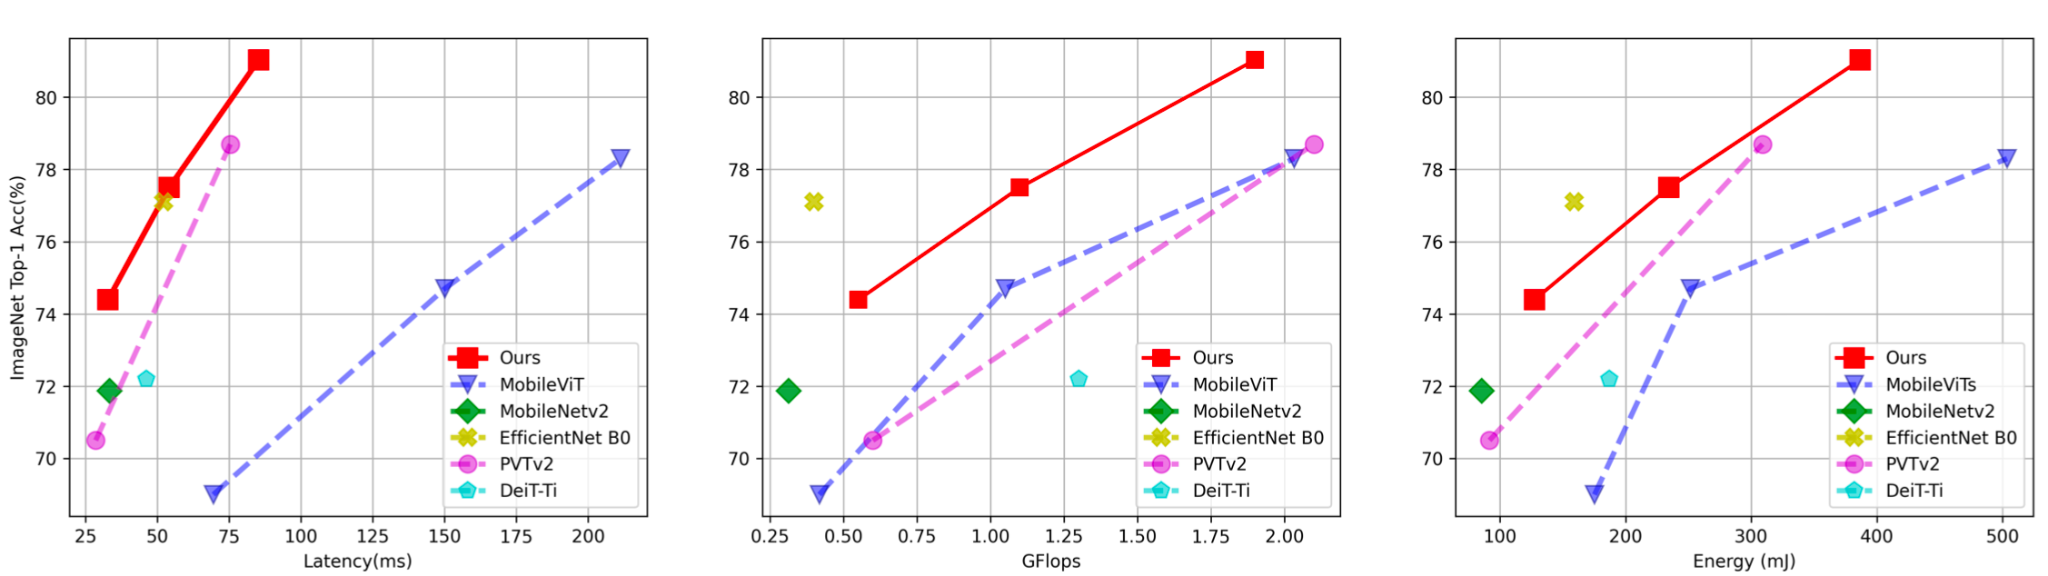 ImageNet Top-1 Acc(%)
80
78
76
74
72
70
25 50 75 100 125 150 175 200
Latency(ms)
Ours
MobileViT
MobileNetv2
EfficientNet B0
PVTv2
DeiT-Ti
80
78
76
74
72
70
0.25 0.50 0.75 1.00 1.25 1.50 1.75 2.00
GFlops
Ours
MobileViT
MobileNetv2
EfficientNet B0
PVTv2
DeiT-Ti
80
78
76
74
72
70
100 200 300 400 500
Energy (mJ)
Ours
MobileViTs
MobileNetv2
EfficientNet B0
PVTv2
DeiT-Ti